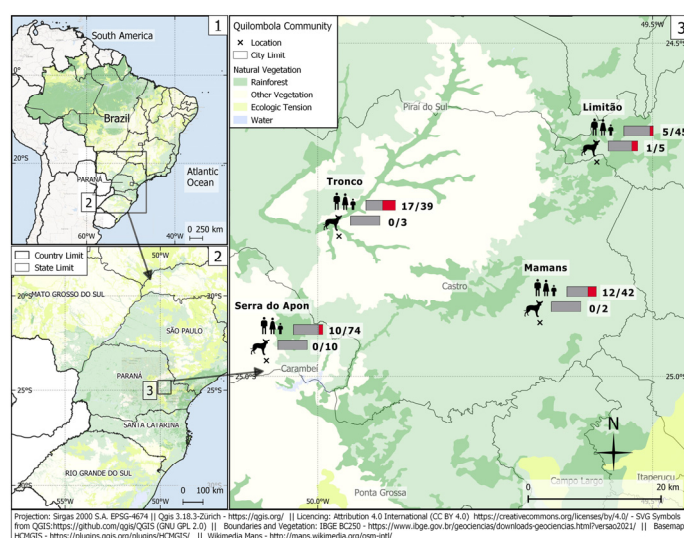 1
South America
0°
Brazil
20°S
PARANÁ
Atlantic
Ocean
2
60°W
40°W
0 250 km
Country Limit
State Limit
2
50°W
MATO GROSSO DO SUL
20°S
SÃO PAULO
PARANÁ
3
25°S
25°S
SANTA CATARINA
RIO GRANDE DO SUL
55°W
50°W
0 100 km
Quilombola Community
Location
City Limit
Natural Vegetation
Rainforest
Other Vegetation
Ecologic Tension
Water
3
49.5°W
24.5°S
Piraí do Sul
Limitão
5/45
1/5
Tronco
17/39
0/3
Castro
Mamans
12/42
0/2
Serra do Apon
10/74
0/10
25.0°S
Carambeí
25.0°S
N
Ponta Grossa
Campo Largo
Itaperuçu
50.0°W
0 20 km
Projection: Sirgas 2000 S.A. EPSG-4674 || Qgis 3.18.3-Zürich - https://qgis.org/ || Licencing: Attribution 4.0 International (CC BY 4.0) https://creativecommons.org/licenses/by/4.0/ - SVG Symbols
from QGIS:https://github.com/qgis/QGIS (GNU GPL 2.0) || Boundaries and Vegetation: IBGE BC250 - https://www.ibge.gov.br/geociencias/downloads-geociencias.html?versao2021/ || Basemap
HCMGIS - https://plugins.qgis.org/plugins/HCMGIS/ || Wikimedia Maps - http://maps.wikimedia.org/osm-intl/